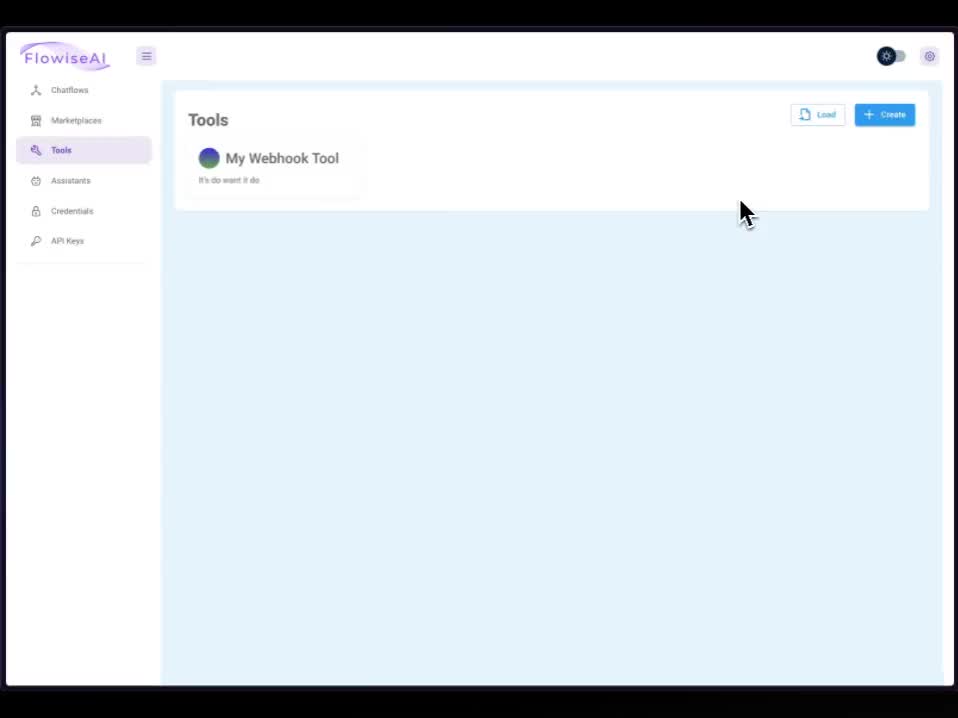 FlowiseAI
Chatflows
Marketplaces
Tools
Assistants
Credentials
API Keys
Tools
Load
Create
My Webhook Tool
It's do want it do